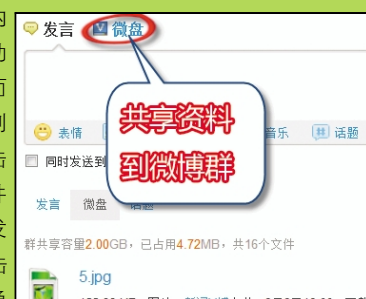 发言 微盘
共享资料
到微博群
表情 音乐 话题
同时发送到
发言 微盘 话题
群共享容量2.00GB，已占用4.72MB，共16个文件
5.jpg